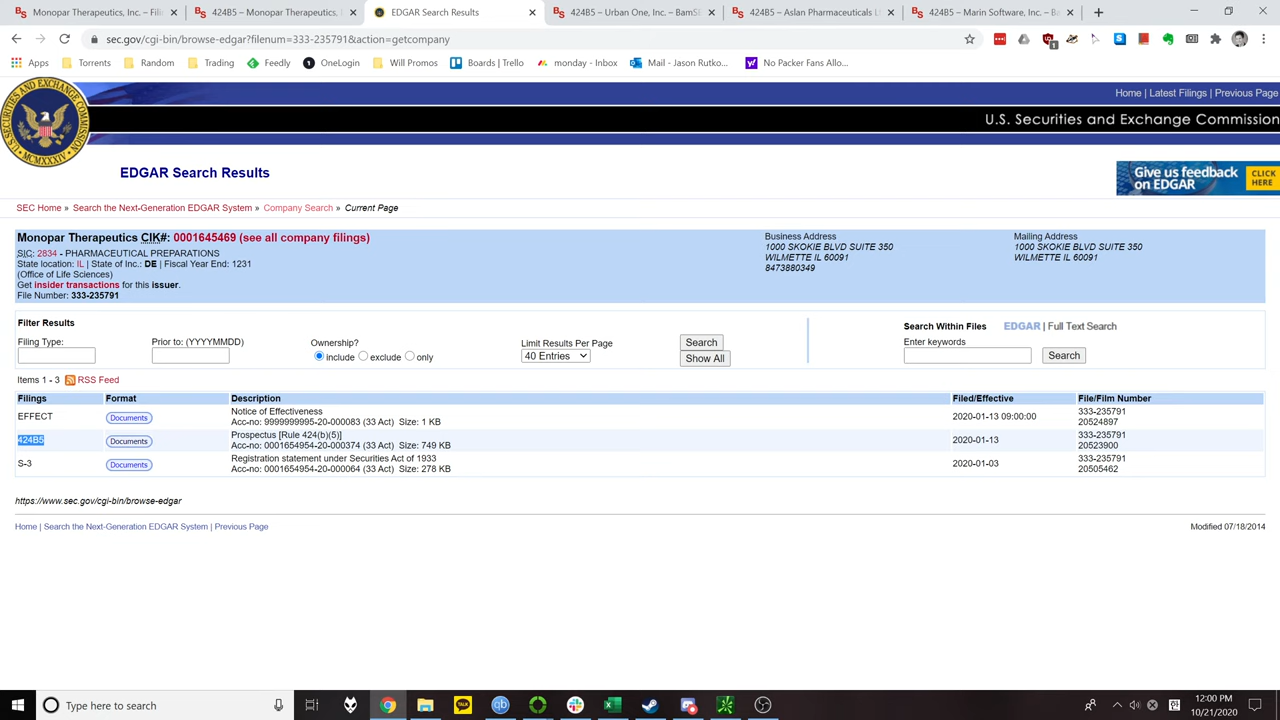 Monopar Therapeutics, Inc. – Fili
424B5 – Monopar Therapeutics, I
EDGAR Search Results
424B5 – Urban One, Inc. – BamSE
424B5 – Aslan Pharmaceuticals L
424B5 – Marin Software, Inc. – Ba
sec.gov/cgi-bin/browse-edgar?filenum=333-235791&action=getcompany
Apps
Torrents
Random
Trading
Feedly
OneLogin
Will Promos
Boards | Trello
monday - Inbox
Mail - Jason Rutko...
No Packer Fans Allo...
Home | Latest Filings | Previous Page
U.S. Securities and Exchange Commission
EDGAR Search Results
Give us feedback on EDGAR
CLICK HERE
SEC Home » Search the Next-Generation EDGAR System » Company Search » Current Page
Monopar Therapeutics CIK#: 0001645469 (see all company filings)
SIC: 2834 - PHARMACEUTICAL PREPARATIONS
State location: IL | State of Inc.: DE | Fiscal Year End: 1231
(Office of Life Sciences)
Get insider transactions for this issuer.
File Number: 333-235791
Business Address
1000 SKOKIE BLVD SUITE 350
WILMETTE IL 60091
8473880349
Mailing Address
1000 SKOKIE BLVD SUITE 350
WILMETTE IL 60091
Filter Results
Filing Type:
Prior to: (YYYYMMDD)
Ownership?
include exclude only
Limit Results Per Page
40 Entries
Search
Show All
Search Within Files EDGAR | Full Text Search
Enter keywords
Search
Items 1 - 3 RSS Feed
Filings Format Description Filed/Effective File/Film Number
EFFECT Documents Notice of Effectiveness
Acc-no: 9999999995-20-000083 (33 Act) Size: 1 KB
2020-01-13 09:00:00
333-235791
20524897
424B5 Documents Prospectus [Rule 424(b)(5)]
Acc-no: 0001654954-20-000374 (33 Act) Size: 749 KB
2020-01-13
333-235791
20523900
S-3 Documents Registration statement under Securities Act of 1933
Acc-no: 0001654954-20-000064 (33 Act) Size: 278 KB
2020-01-03
333-235791
20505462
https://www.sec.gov/cgi-bin/browse-edgar
Home | Search the Next-Generation EDGAR System | Previous Page
Modified 07/18/2014
Type here to search
12:00 PM
10/21/2020